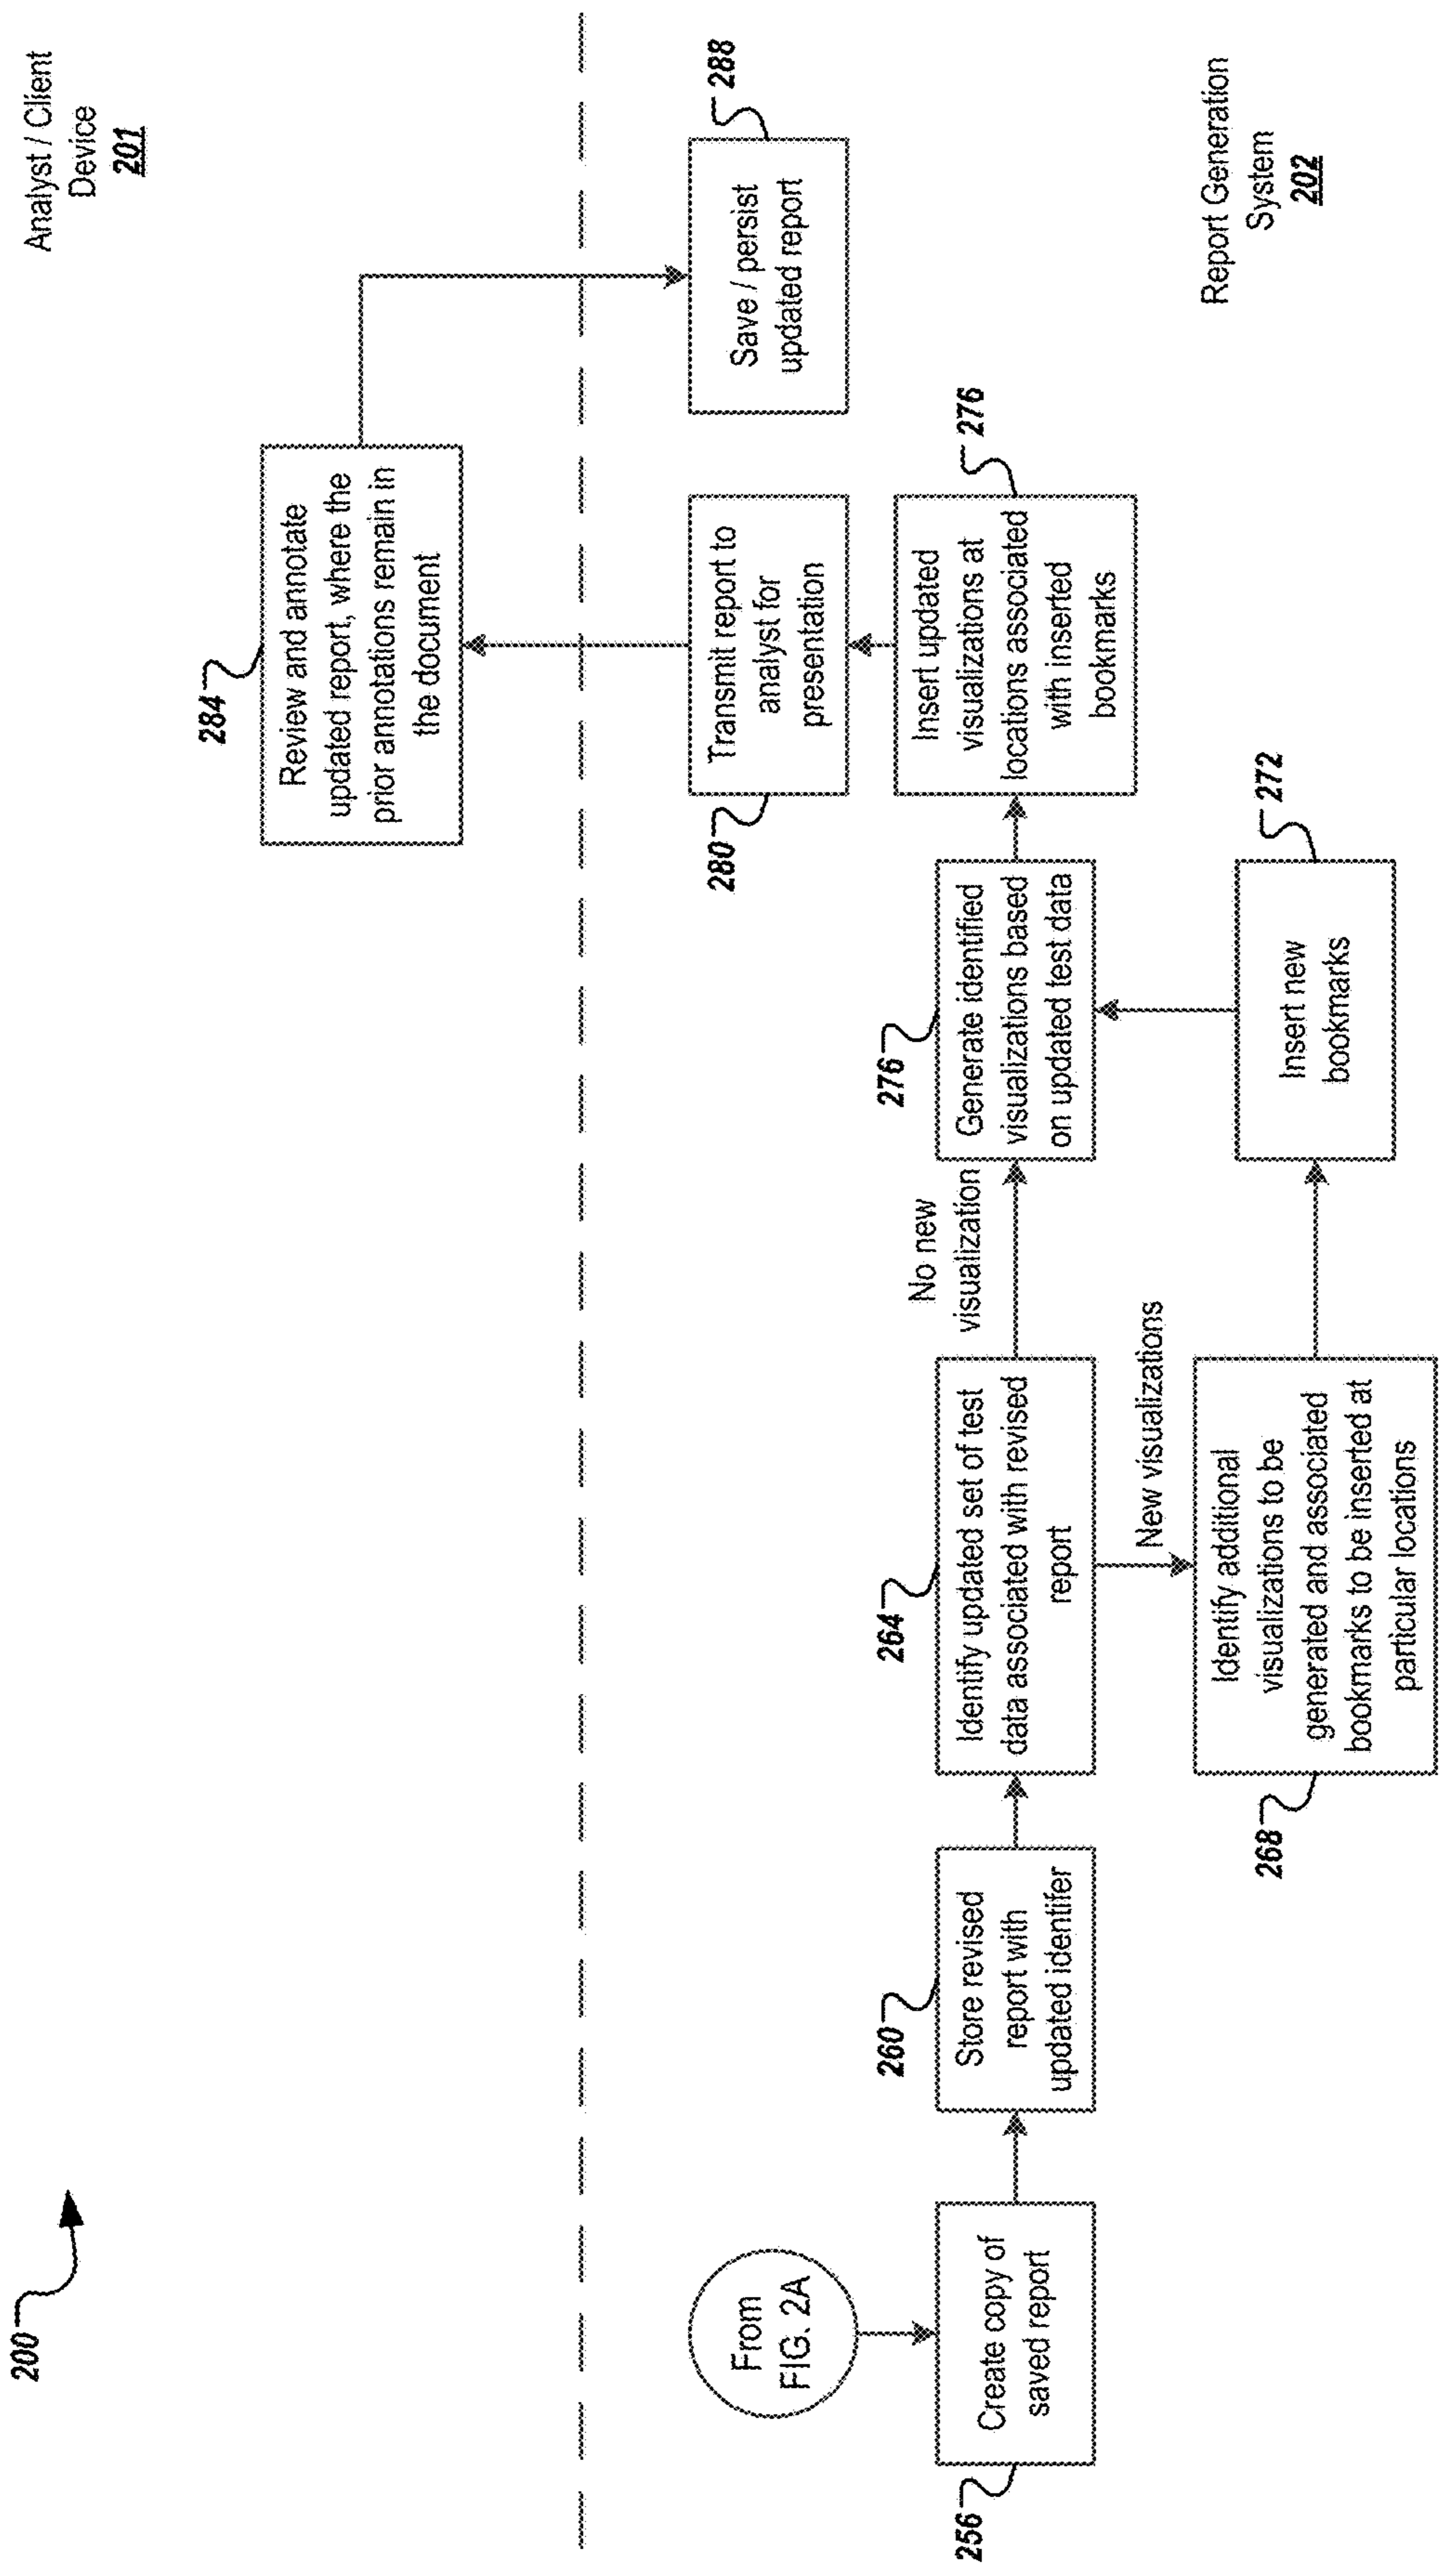 200
Analyst / Client
Device
201
284
Review and annotate
updated report, where the
prior annotations remain in
the document
From
FIG. 2A
280
Transmit report to
analyst for
presentation
Save / persist
updated report
288
256
Create copy of
saved report
260
Store revised
report with
updated identifer
264
Identify updated set of test
data associated with revised
report
No new
visualization
276
Generate identified
visualizations based
on updated test data
Insert updated
visualizations at
locations associated
with inserted
bookmarks
276
New visualizations
268
Identify additional
visualizations to be
generated and associated
bookmarks to be inserted at
particular locations
Insert new
bookmarks
272
Report Generation
System
202